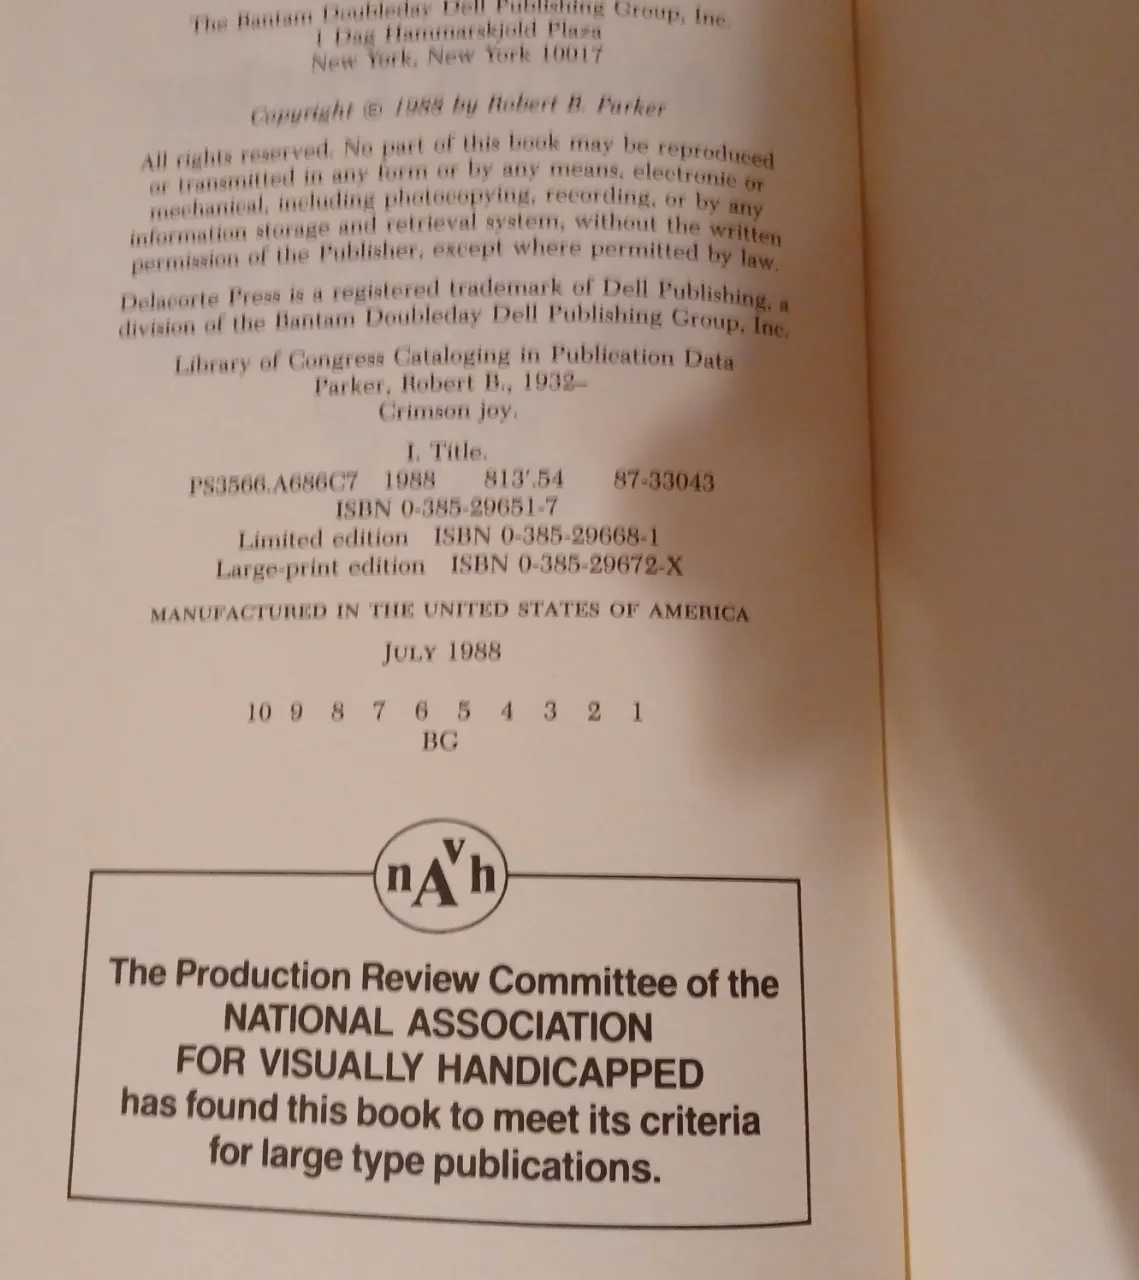 The Bantam Doubleday Dell Publishing Group, Inc.
1 Dag Hammarskjold Plaza
New York, New York 10017
Copyright © 1988 by Robert B. Parker
All rights reserved. No part of this book may be reproduced
or transmitted in any form or by any means, electronic or
mechanical, including photocopying, recording, or by any
information storage and retrieval system, without the written
permission of the Publisher, except where permitted by law.
Delacorte Press is a registered trademark of Dell Publishing, a
division of the Bantam Doubleday Dell Publishing Group, Inc.
Library of Congress Cataloging in Publication Data
Parker, Robert B., 1932–
Crimson joy.
I. Title.
PS3566.A686C7 1988 813'.54 87-33043
ISBN 0-385-29651-7
Limited edition ISBN 0-385-29668-1
Large-print edition ISBN 0-385-29672-X
MANUFACTURED IN THE UNITED STATES OF AMERICA
JULY 1988
10 9 8 7 6 5 4 3 2 1
BG
nAvh
The Production Review Committee of the
NATIONAL ASSOCIATION
FOR VISUALLY HANDICAPPED
has found this book to meet its criteria
for large type publications.